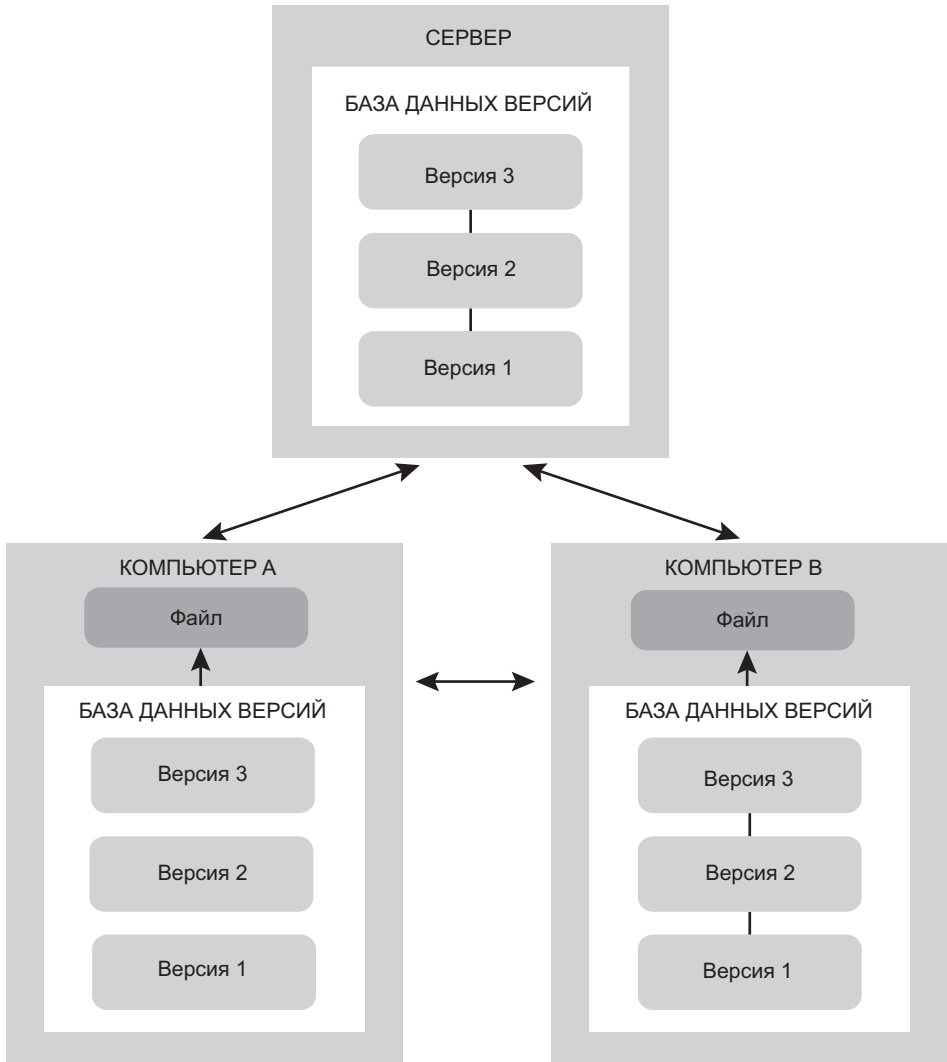 СЕРВЕР
БАЗА ДАННЫХ ВЕРСИЙ
Версия 3
Версия 2
Версия 1
КОМПЬЮТЕР А
Файл
БАЗА ДАННЫХ ВЕРСИЙ
Версия 3
Версия 2
Версия 1
КОМПЬЮТЕР В
Файл
БАЗА ДАННЫХ ВЕРСИЙ
Версия 3
Версия 2
Версия 1